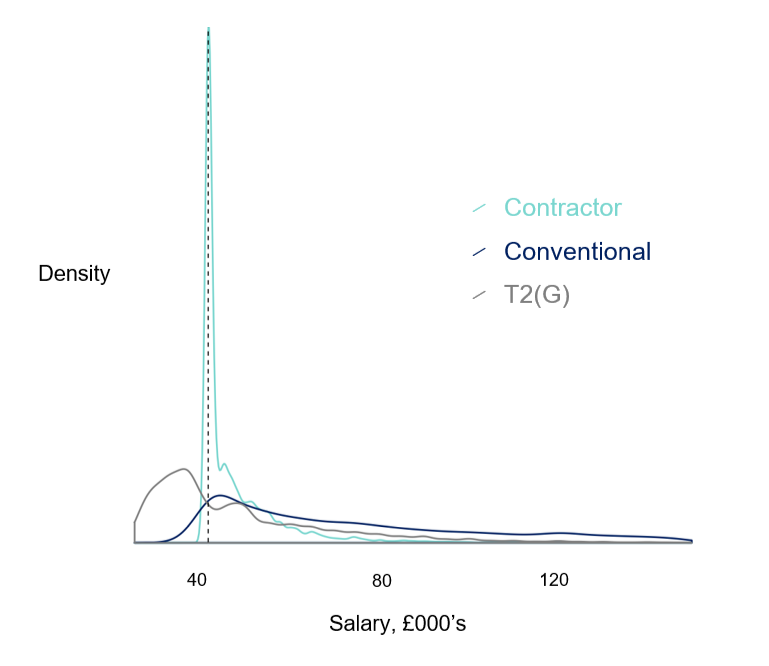 Contractor
Conventional
Density
T2(G)
40
80
120
Salary, £000’s